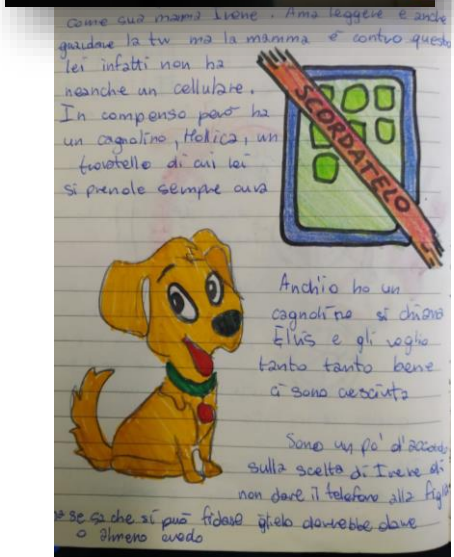 come sua mama Irene. Ama leggere e anche
guardare la tv ma la mamma è contro questo
lei infatti non ha
neanche un cellulare.
In compenso però ha
un cagnolino, Molica, un
trovatello di cui lei
si prende sempre cura
SCORDATELO
Anch'io ho un
cagnolino si chiama
Elvis e gli voglio
tanto tanto bene
ci sono cresciuta
Sono un po' d'accordo
sulla scelta di Irene di
non dare il telefono alla figlia
ma se sa che si può fidare glielo dovrebbe dare
o almeno credo